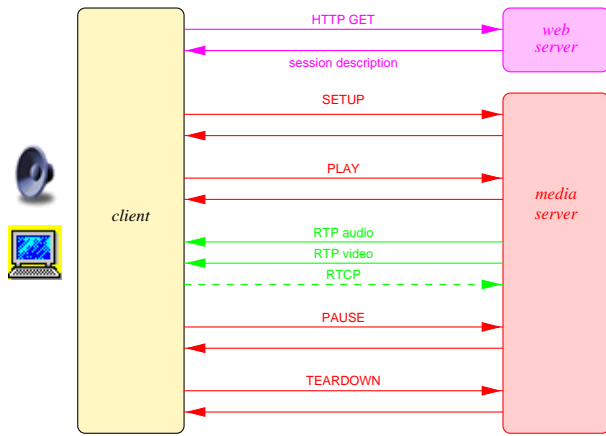 HTTP GET
web
server
session description
SETUP
PLAY
client
media
server
RTP audio
RTP video
RTCP
PAUSE
TEARDOWN